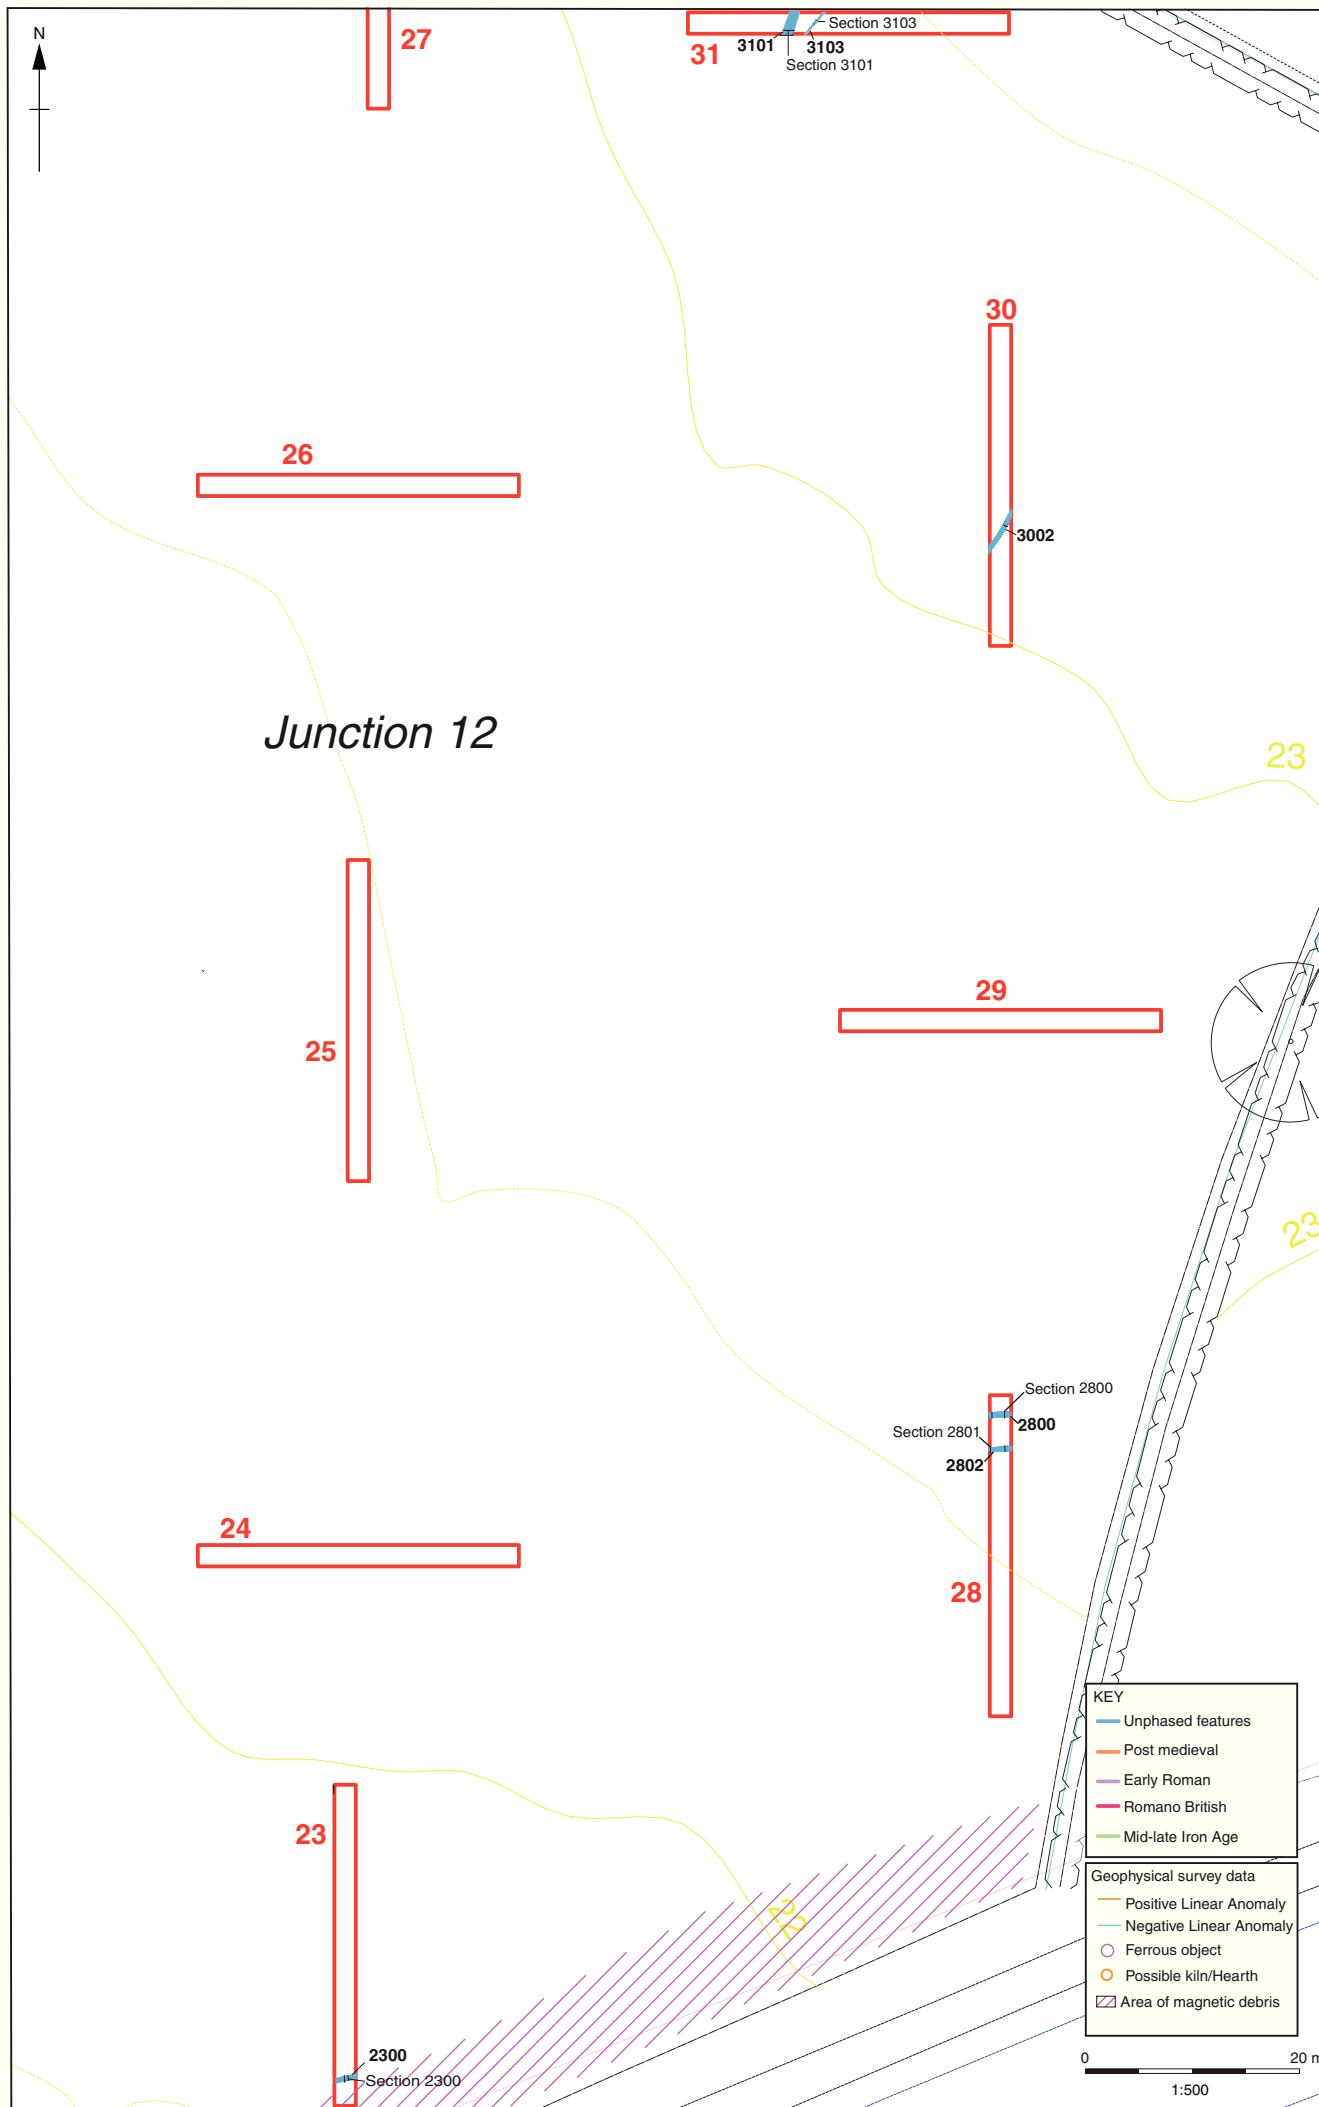 N
27
31
3101
3103
Section 3103
Section 3101
30
3002
26
Junction 12
23
25
29
23
Section 2800
2800
Section 2801
2802
24
28
23
22
2300
Section 2300
KEY
Unphased features
Post medieval
Early Roman
Romano British
Mid-late Iron Age
Geophysical survey data
Positive Linear Anomaly
Negative Linear Anomaly
Ferrous object
Possible kiln/Hearth
Area of magnetic debris
0 20 m
1:500